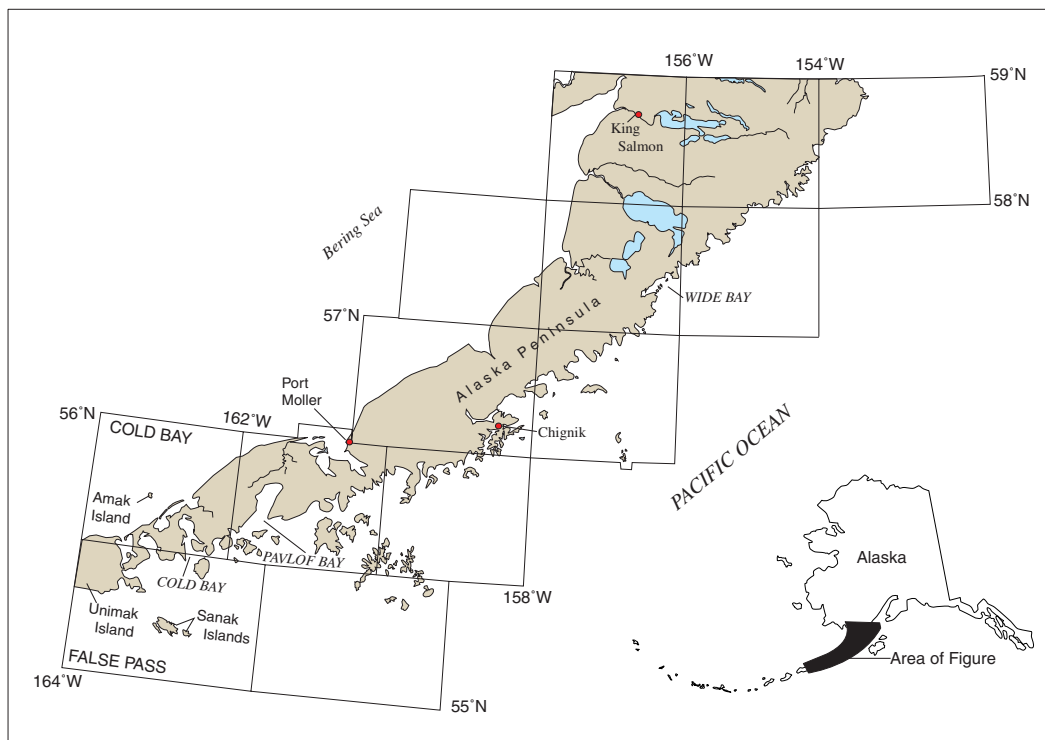 156˚W
154˚W
59˚N
King
Salmon
58˚N
Bering Sea
WIDE BAY
57˚N
Alaska Peninsula
Port
Moller
56˚N
162˚W
COLD BAY
Chignik
PACIFIC OCEAN
Amak
Island
Alaska
PAVLOF BAY
COLD BAY
158˚W
Unimak
Island
Sanak
Islands
Area of Figure
FALSE PASS
164˚W
55˚N